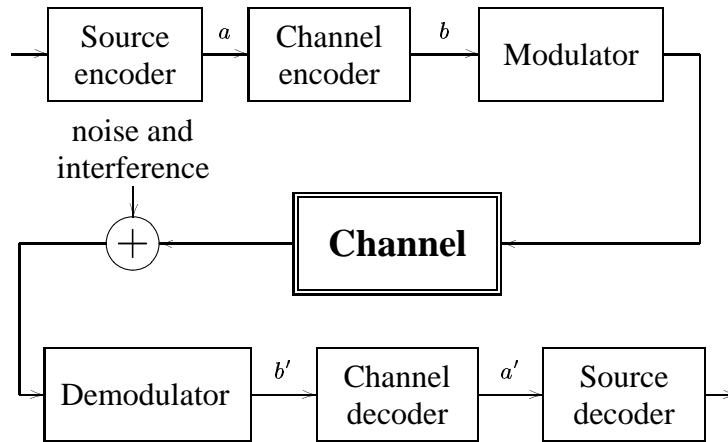 Source
encoder
a
Channel
encoder
b
Modulator
noise and
interference
+
Channel
Demodulator
b′
Channel
decoder
a′
Source
decoder